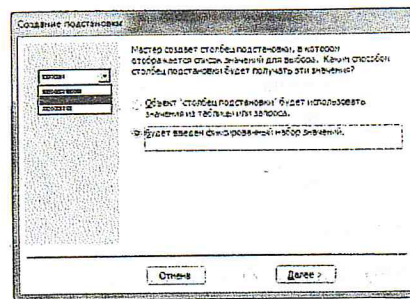 Создание подстановки
Мастер создает столбец подстановки, в котором
отображается список значений для выбора. Каким способом
столбец подстановки будет получать эти значения?
Объект "столбец подстановки" будет использовать
значения из таблицы или запроса.
Будет введен фиксированный набор значений.
Отмена
Далее >